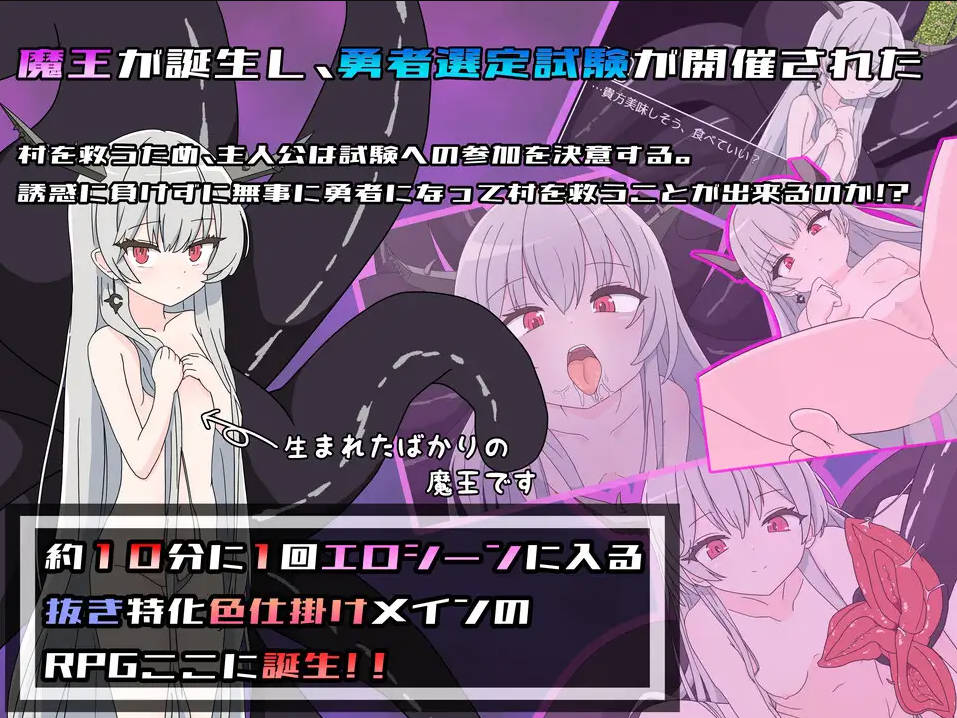 魔王が誕生し、勇者選定試験が開催された
…貴方美味しそう、食べていい？
村を救うため、主人公は試験への参加を決意する。
誘惑に負けずに無事に勇者になって村を救うことが出来るのか!?
生まれたばかりの
魔王です
約10分に1回エロシーンに入る
抜き特化色仕掛けメインの
RPGここに誕生!!